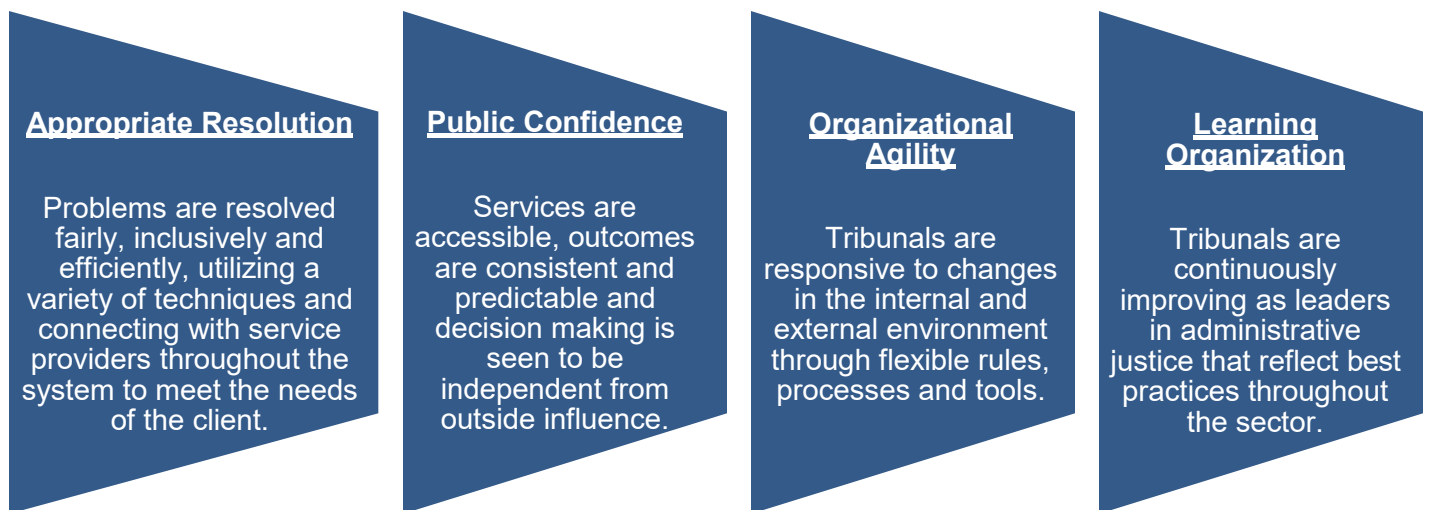 Appropriate Resolution
Problems are resolved
fairly, inclusively and
efficiently, utilizing a
variety of techniques and
connecting with service
providers throughout the
system to meet the needs
of the client.
Public Confidence
Services are
accessible, outcomes
are consistent and
predictable and
decision making is
seen to be
independent from
outside influence.
Organizational
Agility
Tribunals are
responsive to changes
in the internal and
external environment
through flexible rules,
processes and tools.
Learning
Organization
Tribunals are
continuously
improving as leaders
in administrative
justice that reflect best
practices throughout
the sector.